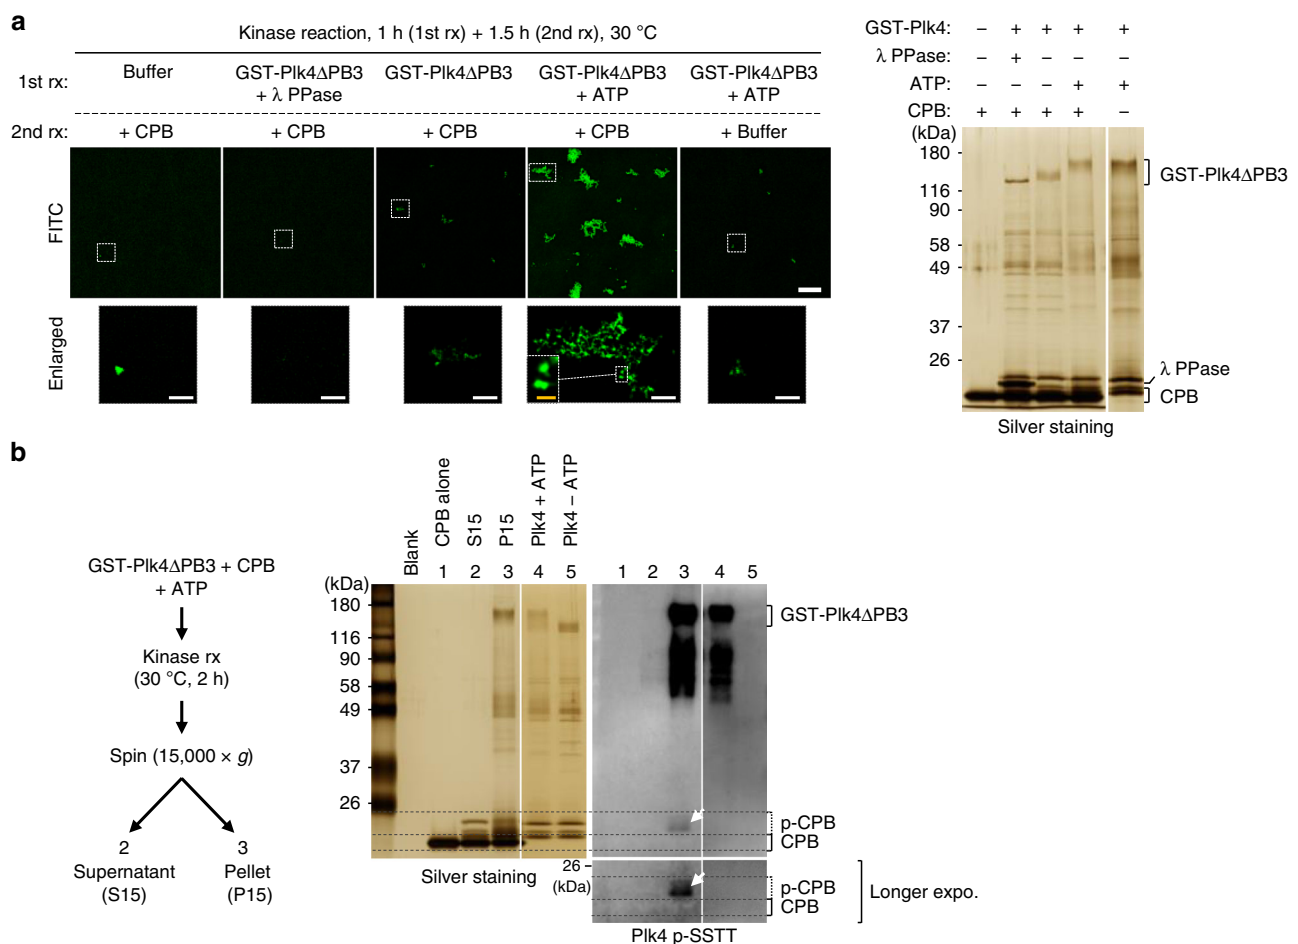 a
Kinase reaction, 1 h (1st rx) + 1.5 h (2nd rx), 30 °C
1st rx:
Buffer
GST-Plk4ΔPB3
+ λ PPase
GST-Plk4ΔPB3
GST-Plk4ΔPB3
+ ATP
GST-Plk4ΔPB3
+ ATP
2nd rx:
+ CPB
+ CPB
+ CPB
+ CPB
+ Buffer
FITC
Enlarged
GST-Plk4: – + + + +
λ PPase: – + – – –
ATP: – – – + +
CPB: + + + + –
(kDa)
180
116
90
58
49
37
26
GST-Plk4ΔPB3
λ PPase
CPB
Silver staining
b
GST-Plk4ΔPB3 + CPB
+ ATP
Kinase rx
(30 °C, 2 h)
Spin (15,000 × g)
2
Supernatant
(S15)
3
Pellet
(P15)
Blank
CPB alone
S15
P15
Plk4 + ATP
Plk4 – ATP
1 2 3 4 5
1 2 3 4 5
(kDa)
180
116
90
58
49
37
26
GST-Plk4ΔPB3
p-CPB
CPB
Silver staining
26
(kDa)
p-CPB
CPB
Longer expo.
Plk4 p-SSTT